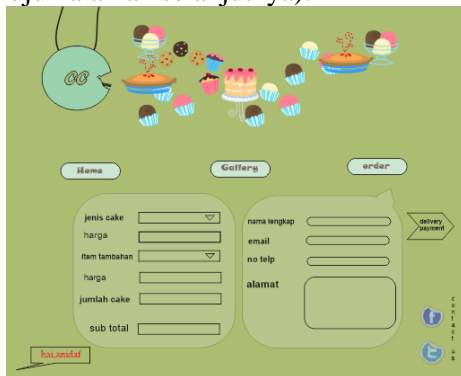 CC
Home
Gallery
order
jenis cake
harga
Item tambahan
harga
jumlah cake
sub total
nama lengkap
email
no telp
alamat
delivery
payment
contact us
hai,anidaf